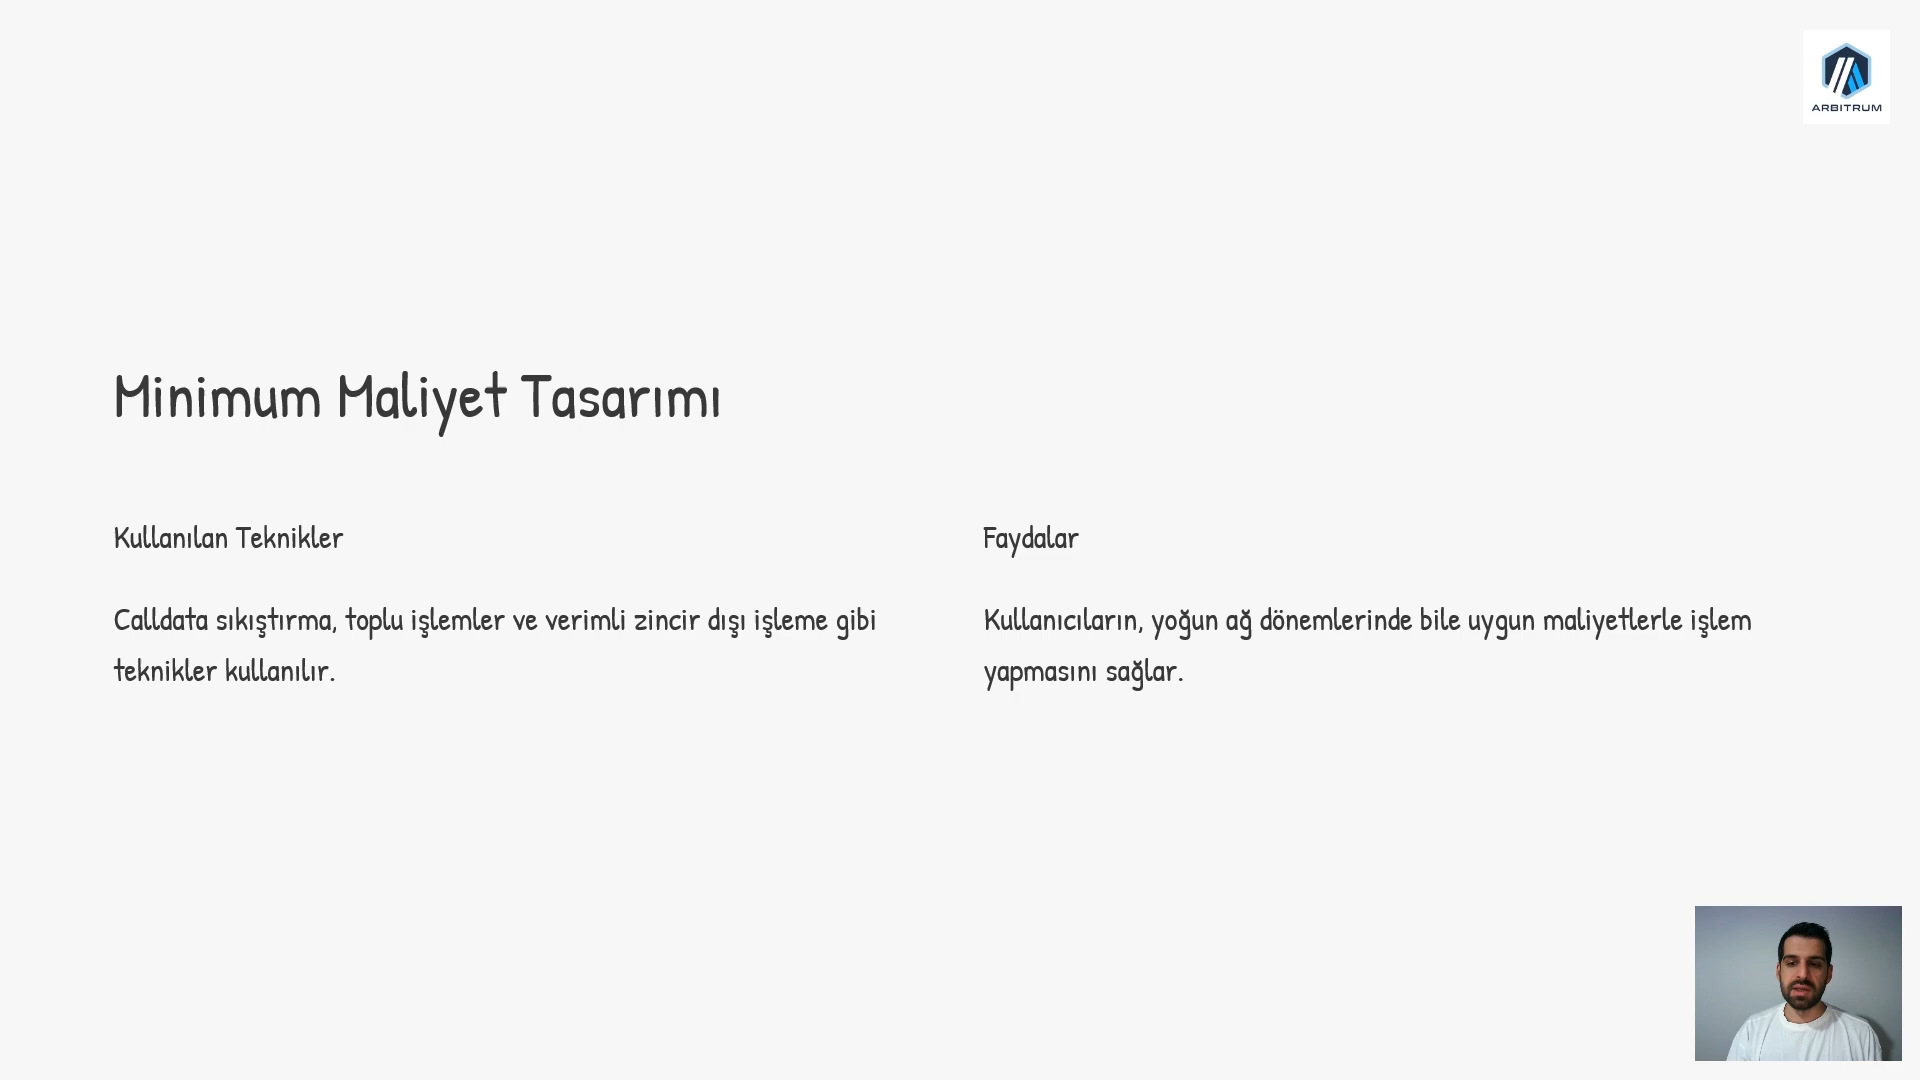 ARBITRUM
Minimum Maliyet Tasarımı
Kullanılan Teknikler
Calldata sıkıştırma, toplu işlemler ve verimli zincir dışı işleme gibi
teknikler kullanılır.
Faydalar
Kullanıcıların, yoğun ağ dönemlerinde bile uygun maliyetlerle işlem
yapmasını sağlar.